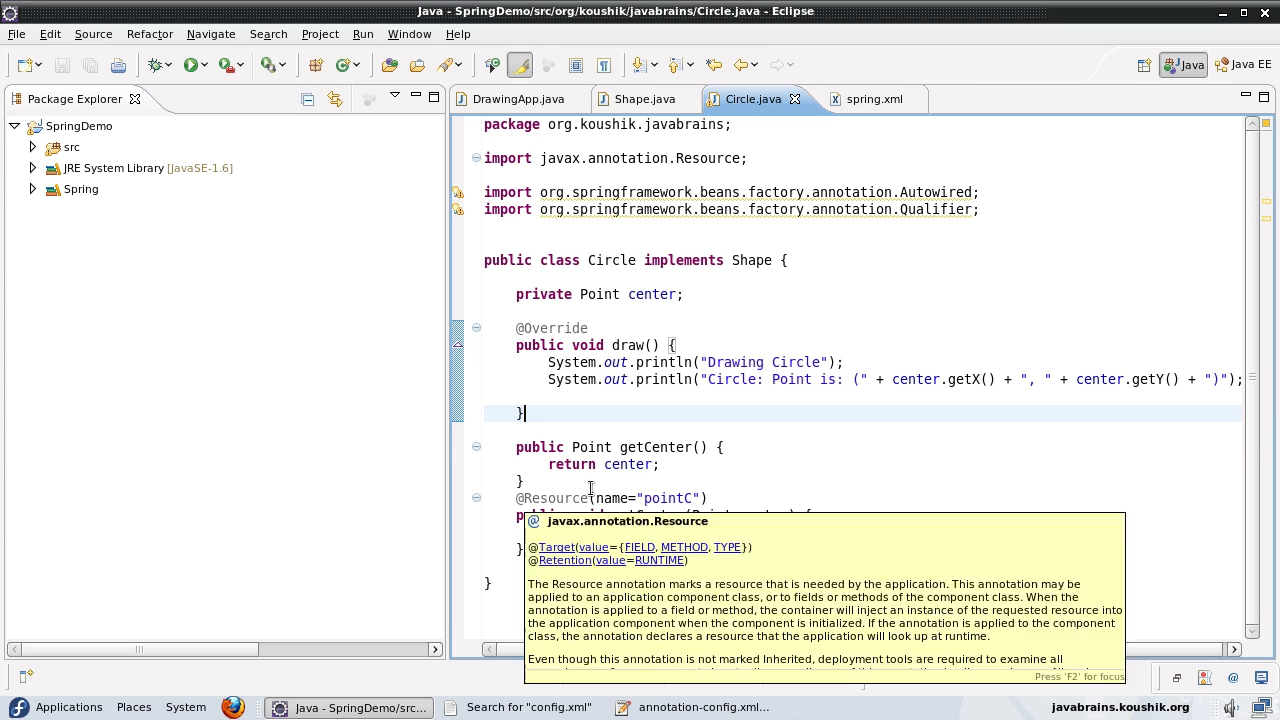 Java - SpringDemo/src/org/koushik/javabrains/Circle.java - Eclipse
File Edit Source Refactor Navigate Search Project Run Window Help
Java Java EE
Package Explorer
DrawingApp.java Shape.java Circle.java spring.xml
SpringDemo
src
JRE System Library [JavaSE-1.6]
Spring
package org.koushik.javabrains;
import javax.annotation.Resource;
import org.springframework.beans.factory.annotation.Autowired;
import org.springframework.beans.factory.annotation.Qualifier;
public class Circle implements Shape {
private Point center;
@Override
public void draw() {
System.out.println("Drawing Circle");
System.out.println("Circle: Point is: (" + center.getX() + ", " + center.getY() + ")");
}
public Point getCenter() {
return center;
}
@Resource(name="pointC")
}
}
@ javax.annotation.Resource
@Target(value={FIELD, METHOD, TYPE})
@Retention(value=RUNTIME)
The Resource annotation marks a resource that is needed by the application. This annotation may be
applied to an application component class, or to fields or methods of the component class. When the
annotation is applied to a field or method, the container will inject an instance of the requested resource into
the application component when the component is initialized. If the annotation is applied to the component
class, the annotation declares a resource that the application will look up at runtime.
Even though this annotation is not marked Inherited, deployment tools are required to examine all
Press 'F2' for focus
Applications Places System Java - SpringDemo/src... Search for "config.xml" annotation-config.xml... javabrains.koushik.org